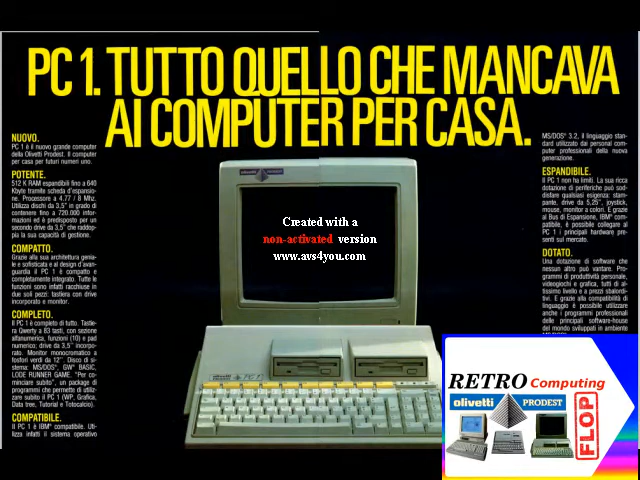 PC 1. TUTTO QUELLO CHE MANCAVA
AI COMPUTER PER CASA.
NUOVO.
PC 1 è il nuovo grande computer
della Olivetti Prodest. Il computer
per casa per futuri numeri uno.
POTENTE.
512 K RAM espandibili fino a 640
Kbyte tramite scheda d'espansio-
ne. Processore a 4.77 / 8 Mhz.
Utilizza dischi da 3,5" in grado di
contenere fino a 720.000 infor-
mazioni ed è predisposto per un
secondo drive da 3,5" che raddop-
pia la sua capacità di gestione.
COMPATTO.
Grazie alla sua architettura genia-
le e sofisticata e al design d'avan-
guardia il PC 1 è compatto e
completamente integrato. Tutte le
funzioni sono infatti racchiuse in
due soli pezzi: tastiera con drive
incorporato e monitor.
COMPLETO.
Il PC 1 è completo di tutto. Tastie-
ra Qwerty a 83 tasti, con sezione
alfanumerica, funzioni (10) e pad
numerico; drive da 3,5" incorpo-
rato. Monitor monocromatico a
fosfori verdi da 12". Disco di si-
stema: MS/DOS®, GW® BASIC,
LODE RUNNER GAME. "Per co-
minciare subito", un package di
programmi che permette di utiliz-
zare subito il PC 1 (WP, Grafica,
Data tree, Tutorial e Totocalcio).
COMPATIBILE.
Il PC 1 è IBM® compatibile. Uti-
lizza infatti il sistema operativo
MS/DOS® 3.2, il linguaggio stan-
dard utilizzato dai personal com-
puter professionali della nuova
generazione.
ESPANDIBILE.
Il PC 1 non ha limiti. La sua ricca
dotazione di periferiche può sod-
disfare qualsiasi esigenza: stam-
pante, drive da 5,25", joystick,
mouse, monitor a colori. E grazie
al Bus di Espansione, IBM® com-
patibile, è possibile collegare al
PC 1 i principali hardware pre-
senti sul mercato.
DOTATO.
Una dotazione di software che
nessun altro può vantare. Pro-
grammi di produttività personale,
videogiochi e grafica, tutti di al-
tissimo livello e a prezzi sbalordi-
tivi. E grazie alla compatibilità di
linguaggio è possibile utilizzare
anche i programmi professionali
delle principali software-house
del mondo sviluppati in ambiente
olivetti
Created with a
non-activated version
www.avs4you.com
RETRO Computing
olivetti PRODEST
FLOP